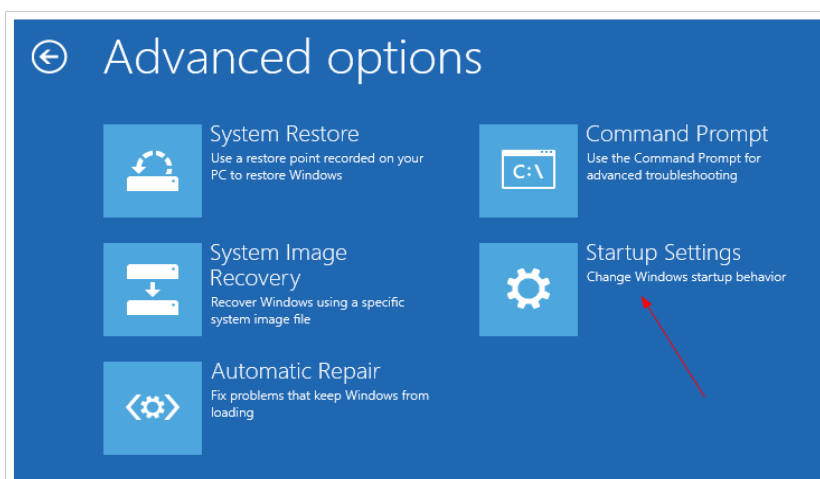 Advanced options
System Restore
Use a restore point recorded on your
PC to restore Windows
Command Prompt
Use the Command Prompt for
advanced troubleshooting
C:\
System Image
Recovery
Recover Windows using a specific
system image file
Startup Settings
Change Windows startup behavior
Automatic Repair
Fix problems that keep Windows from
loading